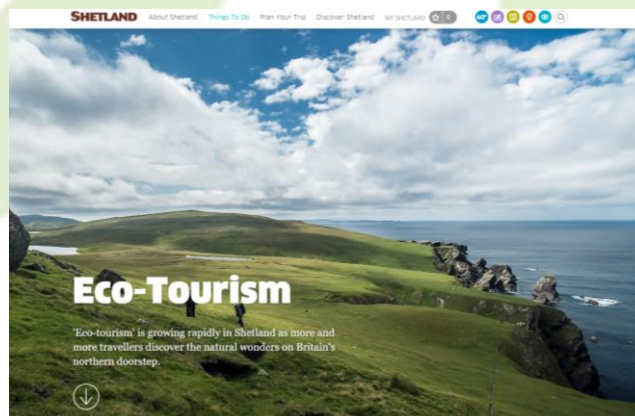 SHETLAND About Shetland Things To Do Plan Your Trip Discover Shetland MY SHETLAND 0 60°
Eco-Tourism
'Eco-tourism' is growing rapidly in Shetland as more and
more travellers discover the natural wonders on Britain's
northern doorstep.